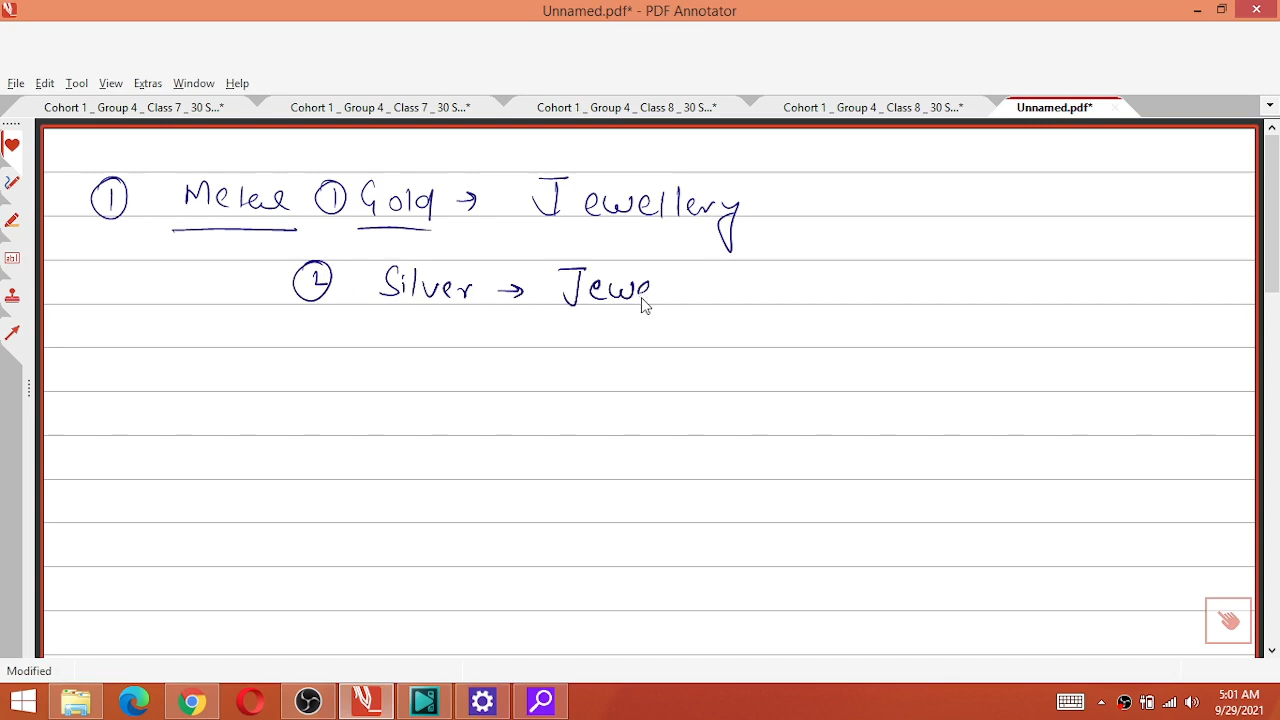 Unnamed.pdf* - PDF Annotator
File Edit Tool View Extras Window Help
Cohort 1 _ Group 4 _ Class 7 _ 30 S...* Cohort 1 _ Group 4 _ Class 7 _ 30 S...* Cohort 1 _ Group 4 _ Class 8 _ 30 S...* Cohort 1 _ Group 4 _ Class 8 _ 30 S...* Unnamed.pdf*
① Metal ① Gold → Jewellery
② Silver → Jewe
Modified
5:01 AM
9/29/2021